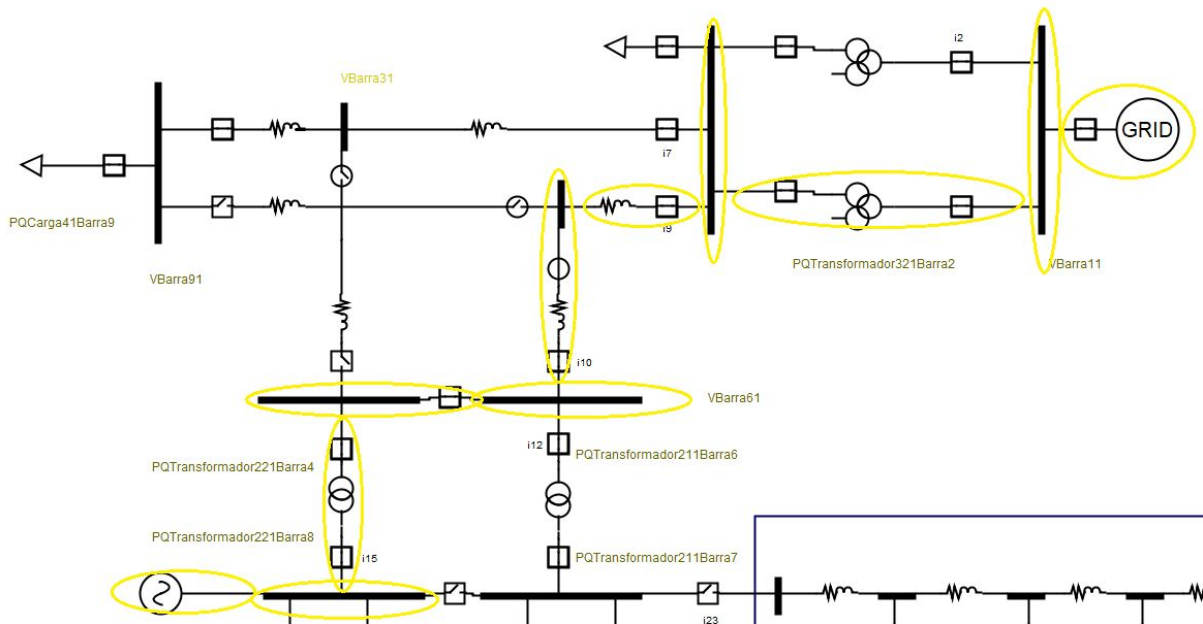 i2
VBarra31
GRID
i7
PQCarga41Barra9
i9
VBarra91
PQTransformador321Barra2
VBarra11
i10
VBarra61
i12
PQTransformador221Barra4
PQTransformador211Barra6
PQTransformador221Barra8
i15
PQTransformador211Barra7
i23